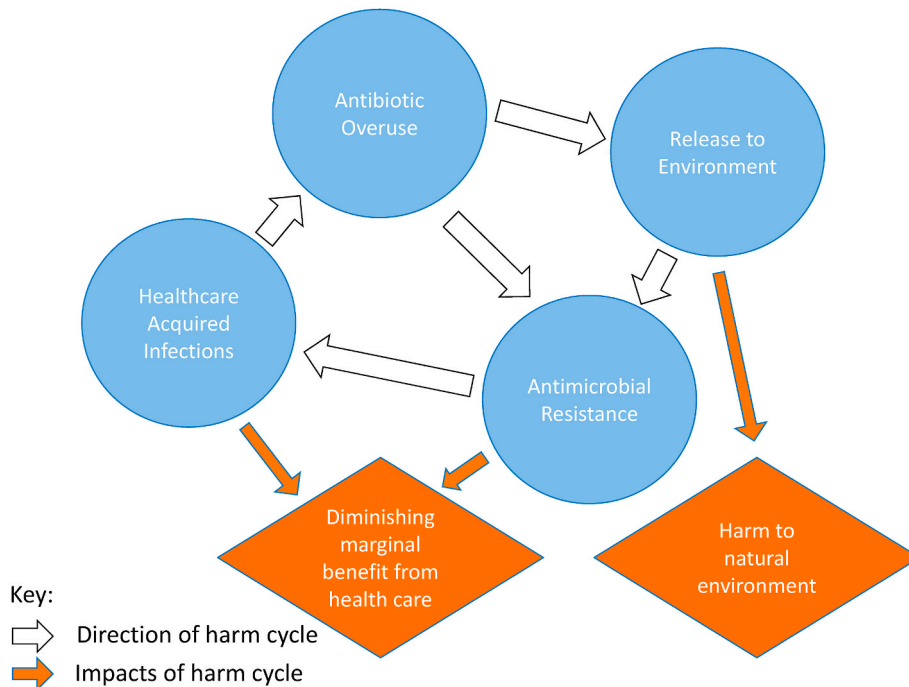 Antibiotic
Overuse
Release to
Environment
Healthcare
Acquired
Infections
Antimicrobial
Resistance
Diminishing
marginal
benefit from
health care
Harm to
natural
environment
Key:
Direction of harm cycle
Impacts of harm cycle